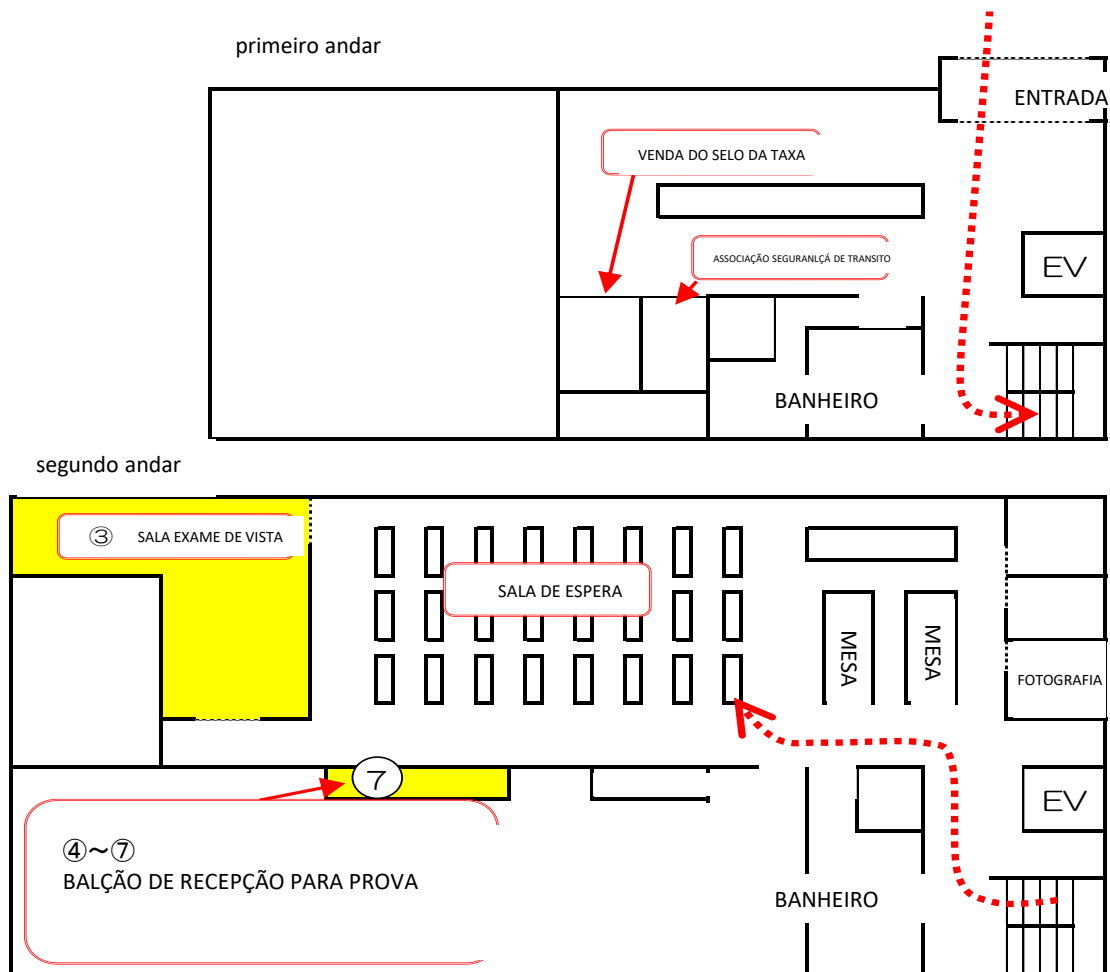 primeiro andar
ENTRADA
VENDA DO SELO DA TAXA
ASSOCIAÇÃO SEGURANLÇÁ DE TRANSITO
EV
BANHEIRO
segundo andar
③ SALA EXAME DE VISTA
SALA DE ESPERA
MESA
MESA
FOTOGRAFIA
7
EV
④～⑦
BALÇÃO DE RECEPÇÃO PARA PROVA
BANHEIRO